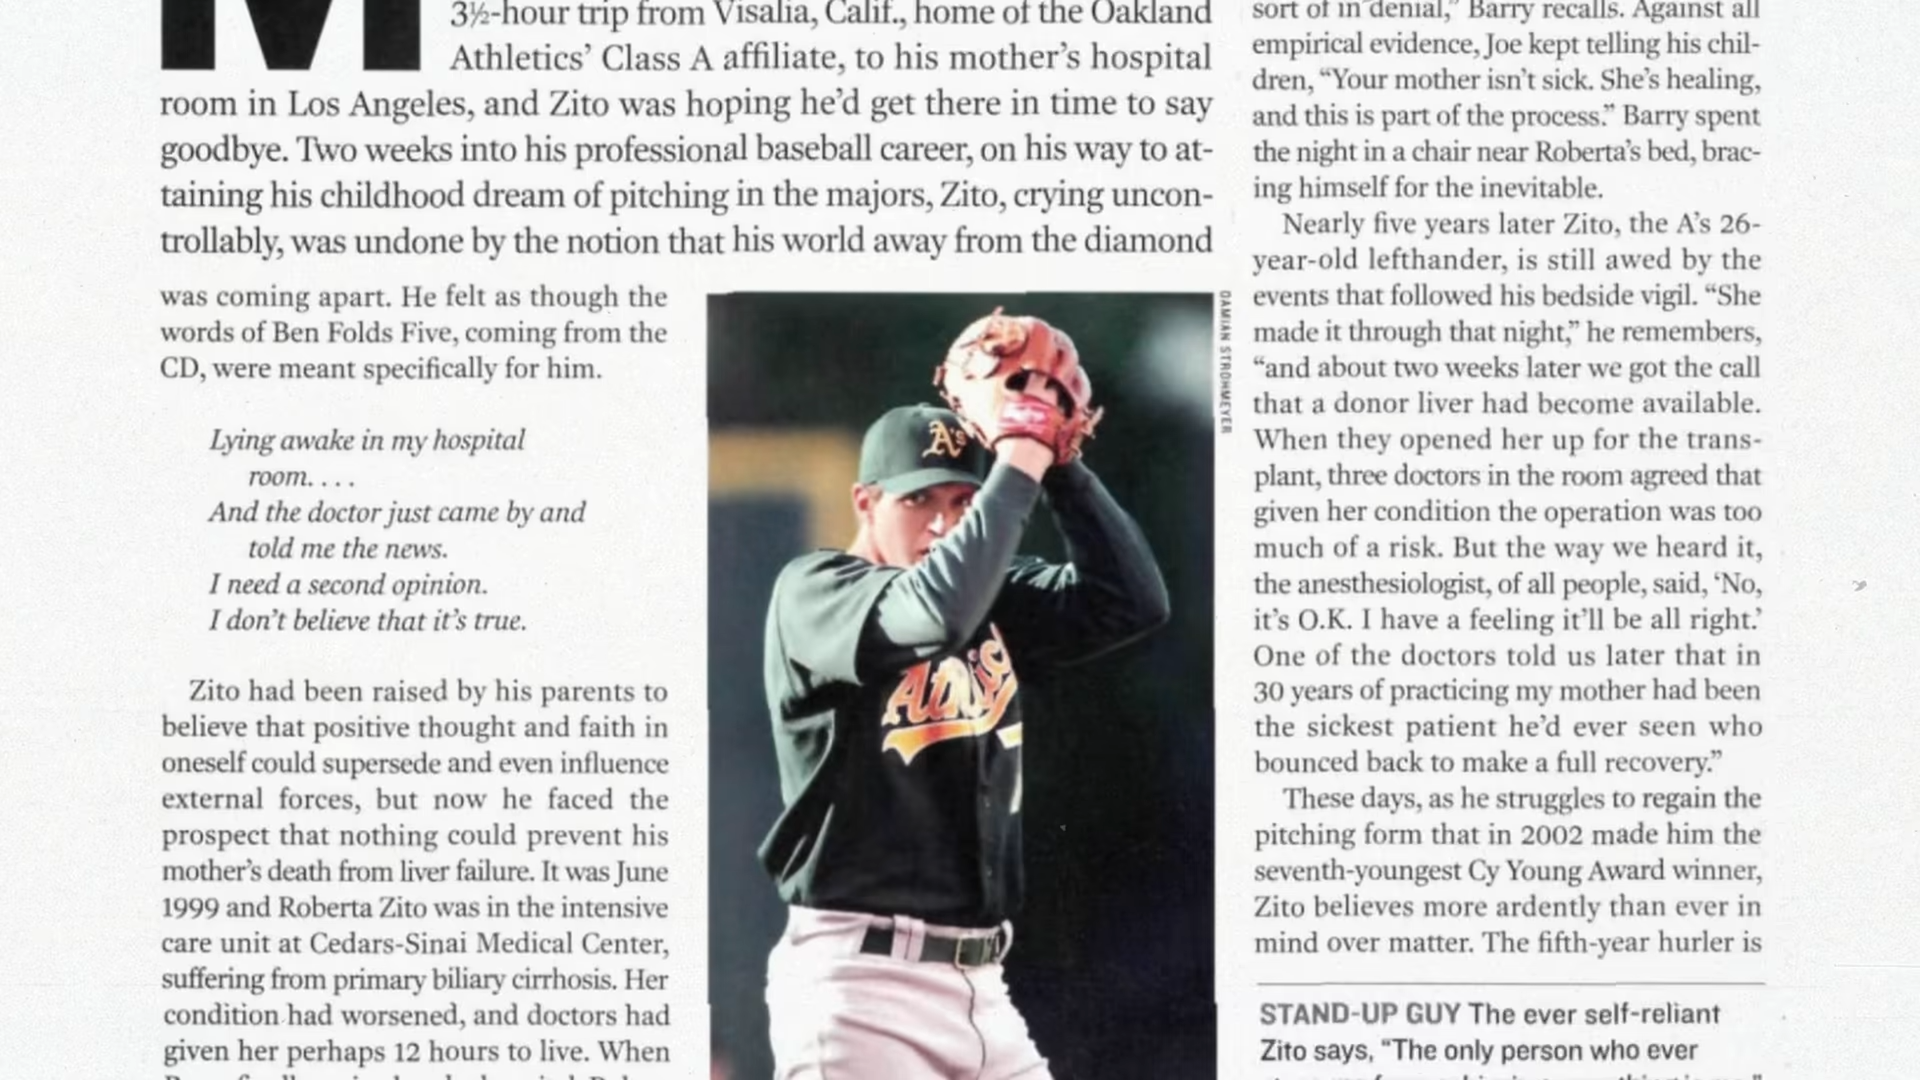 M
3½-hour trip from Visalia, Calif., home of the Oakland
Athletics’ Class A affiliate, to his mother’s hospital
room in Los Angeles, and Zito was hoping he’d get there in time to say
goodbye. Two weeks into his professional baseball career, on his way to at-
taining his childhood dream of pitching in the majors, Zito, crying uncon-
trollably, was undone by the notion that his world away from the diamond
was coming apart. He felt as though the
words of Ben Folds Five, coming from the
CD, were meant specifically for him.
Lying awake in my hospital
room. . . .
And the doctor just came by and
told me the news.
I need a second opinion.
I don’t believe that it’s true.
Zito had been raised by his parents to
believe that positive thought and faith in
oneself could supersede and even influence
external forces, but now he faced the
prospect that nothing could prevent his
mother’s death from liver failure. It was June
1999 and Roberta Zito was in the intensive
care unit at Cedars-Sinai Medical Center,
suffering from primary biliary cirrhosis. Her
condition had worsened, and doctors had
given her perhaps 12 hours to live. When
A's
DAMIAN STROHMEYER
sort of in denial,” Barry recalls. Against all
empirical evidence, Joe kept telling his chil-
dren, “Your mother isn’t sick. She’s healing,
and this is part of the process.” Barry spent
the night in a chair near Roberta’s bed, brac-
ing himself for the inevitable.
Nearly five years later Zito, the A’s 26-
year-old lefthander, is still awed by the
events that followed his bedside vigil. “She
made it through that night,” he remembers,
“and about two weeks later we got the call
that a donor liver had become available.
When they opened her up for the trans-
plant, three doctors in the room agreed that
given her condition the operation was too
much of a risk. But the way we heard it,
the anesthesiologist, of all people, said, ‘No,
it’s O.K. I have a feeling it’ll be all right.’
One of the doctors told us later that in
30 years of practicing my mother had been
the sickest patient he’d ever seen who
bounced back to make a full recovery.”
These days, as he struggles to regain the
pitching form that in 2002 made him the
seventh-youngest Cy Young Award winner,
Zito believes more ardently than ever in
mind over matter. The fifth-year hurler is
STAND-UP GUY The ever self-reliant
Zito says, “The only person who ever